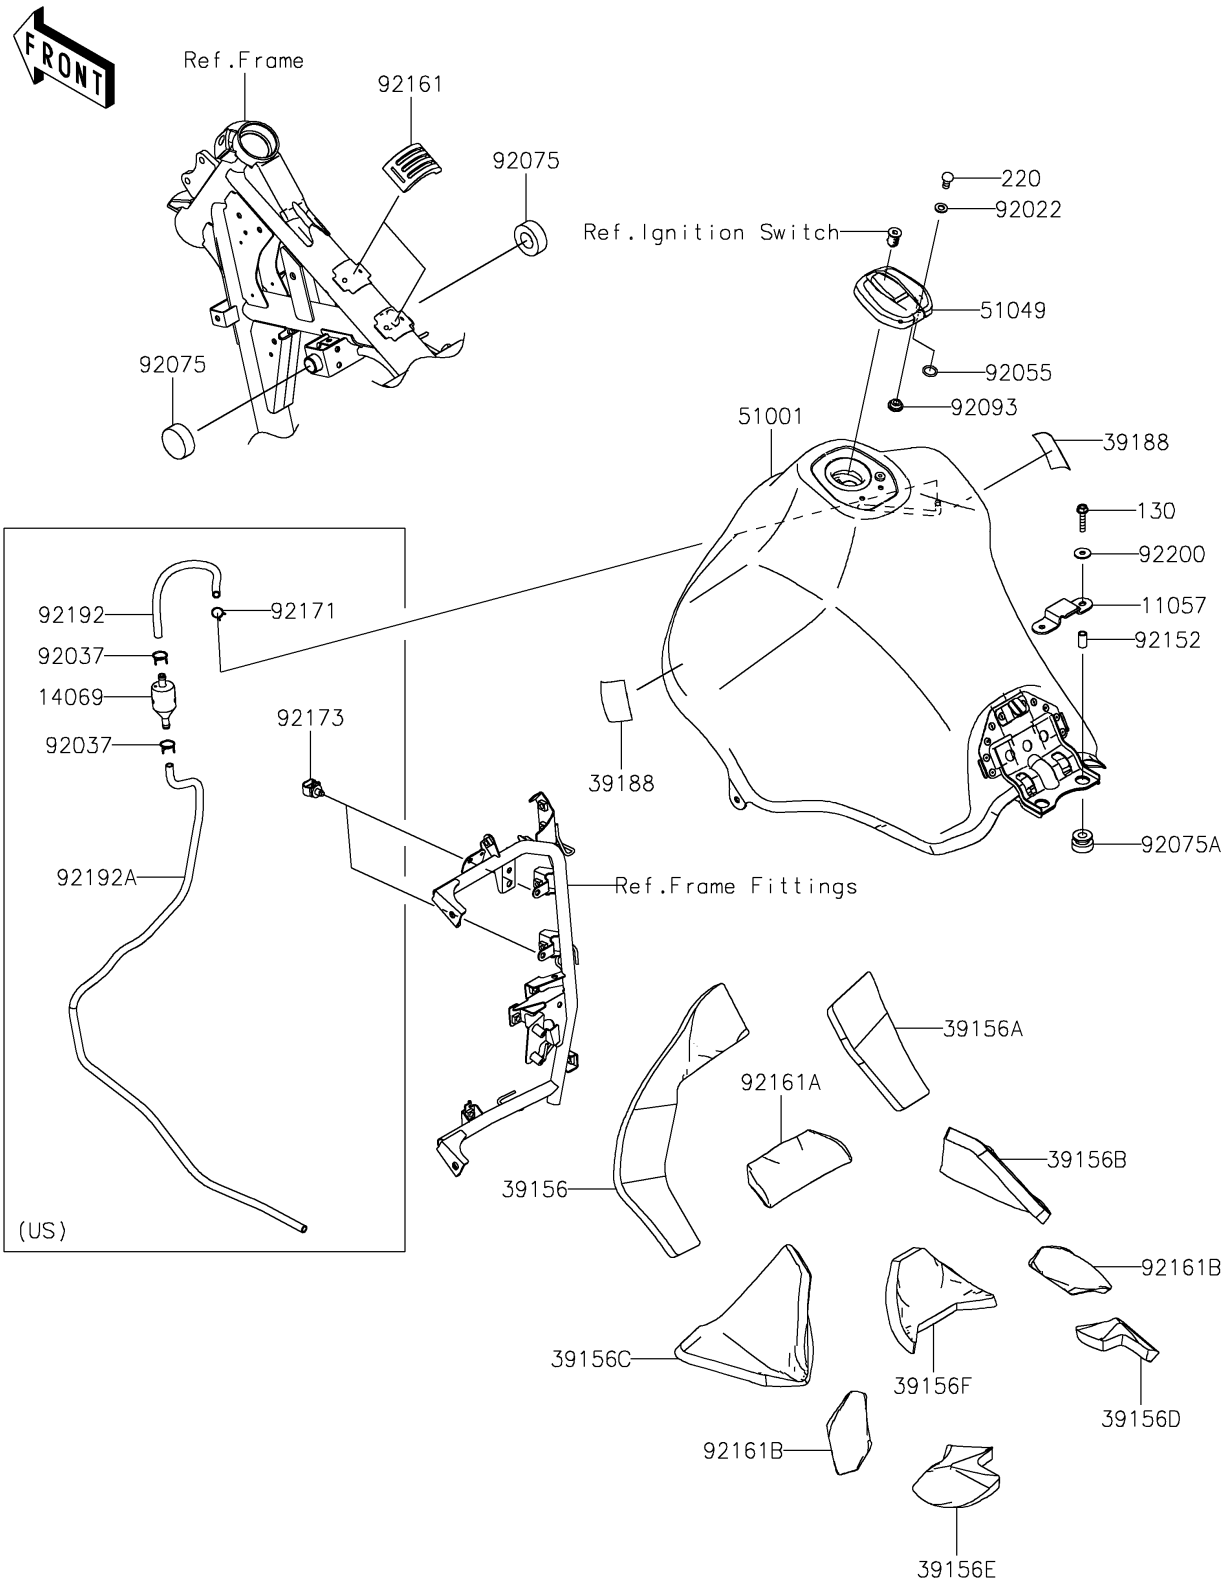 FRONT
Ref.Frame
92161
92075
220
92022
Ref.Ignition Switch
51049
92075
92055
92093
51001
39188
130
92200
92192
92171
11057
92152
92037
14069
92173
92037
39188
92075A
92192A
Ref.Frame Fittings
39156A
92161A
39156B
39156
(US)
92161B
39156C
39156F
39156D
92161B
39156E